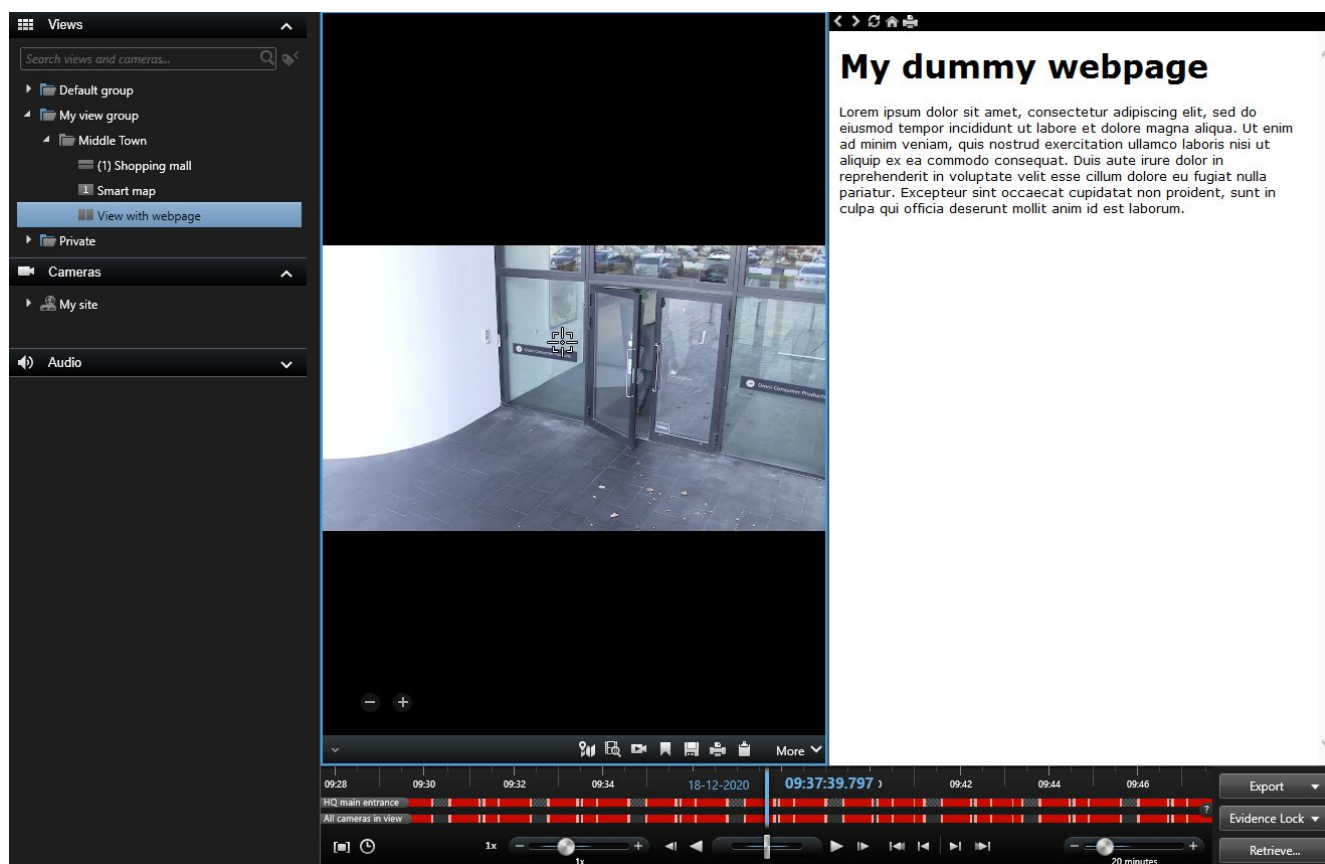 Views
Search views and cameras...
Default group
My view group
Middle Town
(1) Shopping mall
1 Smart map
View with webpage
Private
Cameras
My site
Audio
Omni Consumer Products
Omni Consumer Products
More
My dummy webpage
Lorem ipsum dolor sit amet, consectetur adipiscing elit, sed do
eiusmod tempor incididunt ut labore et dolore magna aliqua. Ut enim
ad minim veniam, quis nostrud exercitation ullamco laboris nisi ut
aliquip ex ea commodo consequat. Duis aute irure dolor in
reprehenderit in voluptate velit esse cillum dolore eu fugiat nulla
pariatur. Excepteur sint occaecat cupidatat non proident, sunt in
culpa qui officia deserunt mollit anim id est laborum.
09:28 09:30 09:32 09:34 18-12-2020 09:37:39.797 09:42 09:44 09:46
HQ main entrance
All cameras in view
?
1x
1x
20 minutes
Export
Evidence Lock
Retrieve...